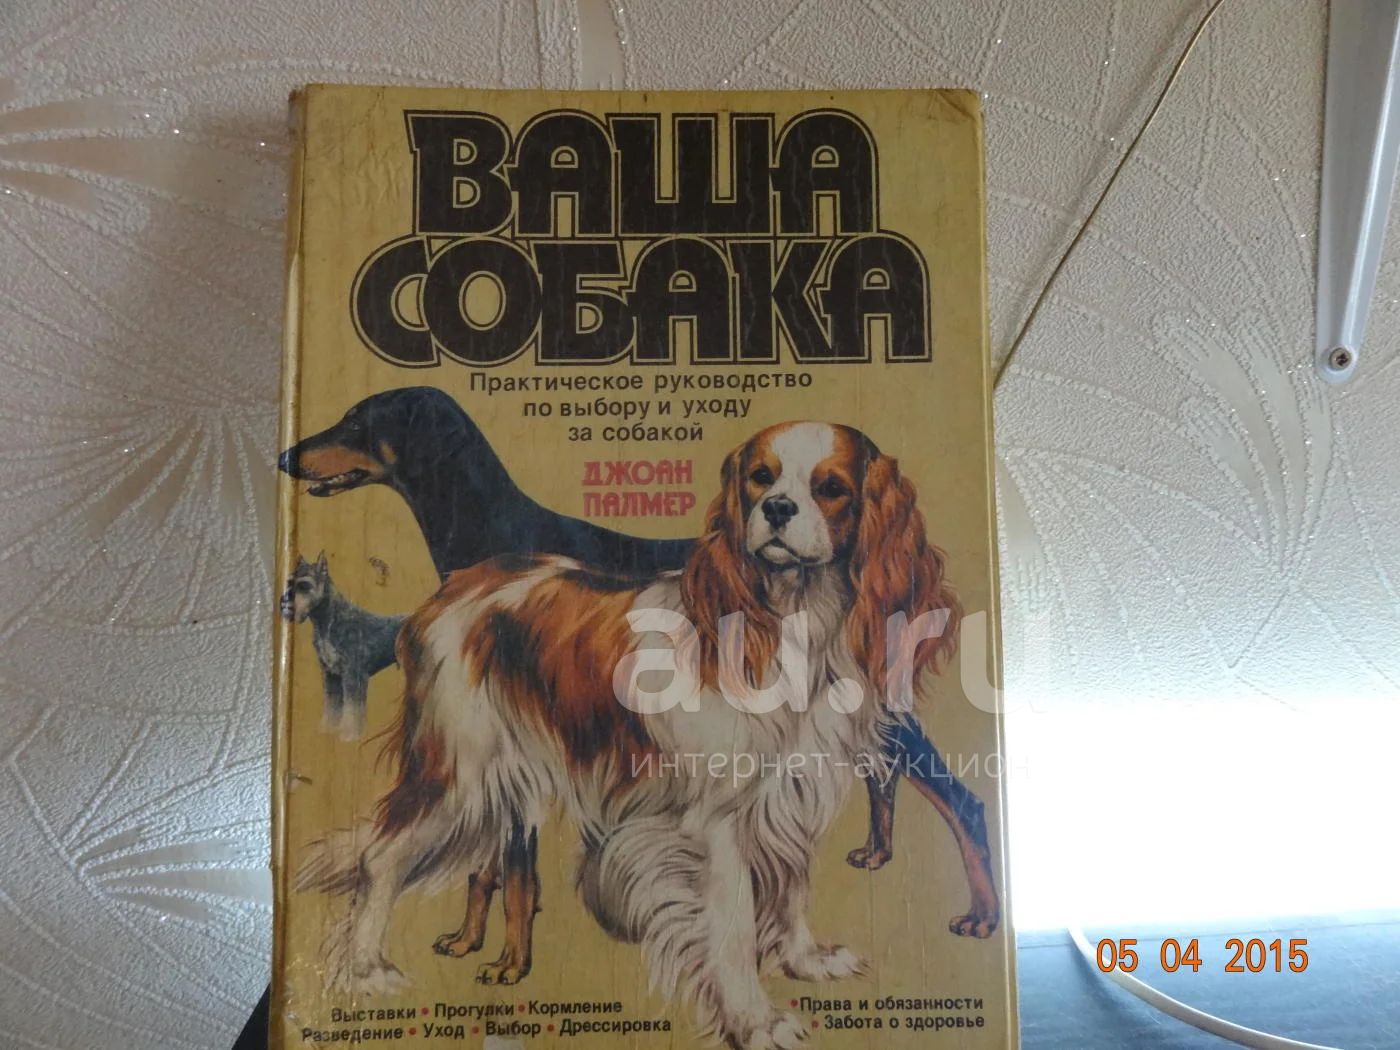 ВАША
СОБАКА
Практическое руководство
по выбору и уходу
за собакой
ДЖОАН
ПАЛМЕР
au.ru
интернет-аукцион
Выставки • Прогулки • Кормление
Разведение • Уход • Выбор • Дрессировка
• Права и обязанности
• Забота о здоровье
05 04 2015